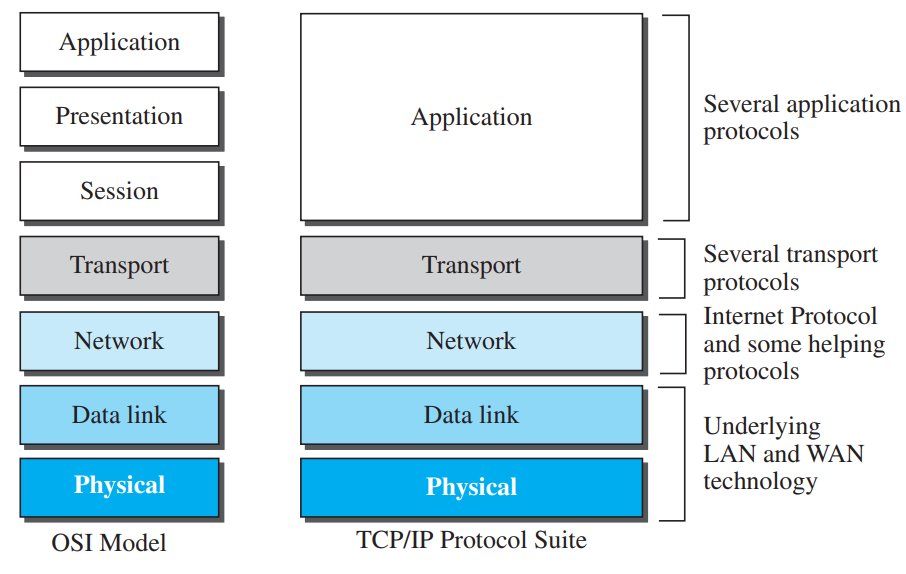 Application
Presentation
Session
Transport
Network
Data link
Physical
OSI Model
Application
Transport
Network
Data link
Physical
TCP/IP Protocol Suite
Several application
protocols
Several transport
protocols
Internet Protocol
and some helping
protocols
Underlying
LAN and WAN
technology